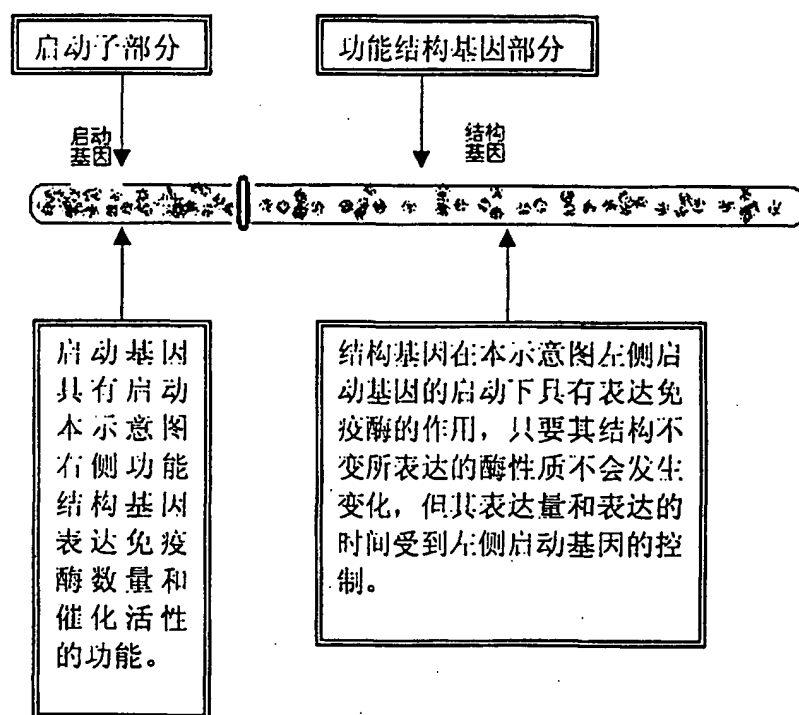 启动子部分
功能结构基因部分
启动
基因
结构
基因
启动基因
具有启动
本示意图
右侧功能
结构基因
表达免疫
酶数量和
催化活性
的功能。
结构基因在本示意图左侧启
动基因的启动下具有表达免
疫酶的作用，只要其结构不
变所表达的酶性质不会发生
变化，但其表达量和表达的
时间受到左侧启动基因的控
制。